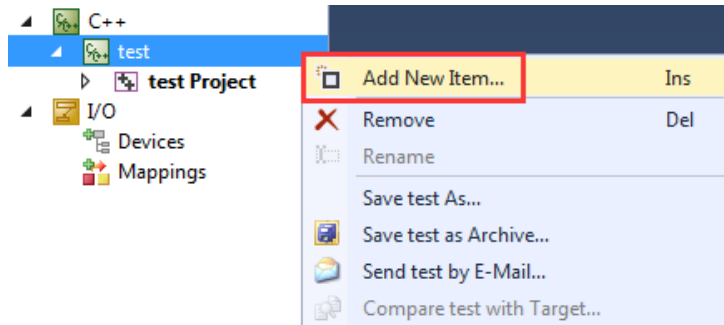 C++
test
test Project
I/O
Devices
Mappings
Add New Item... Ins
Remove Del
Rename
Save test As...
Save test as Archive...
Send test by E-Mail...
Compare test with Target...